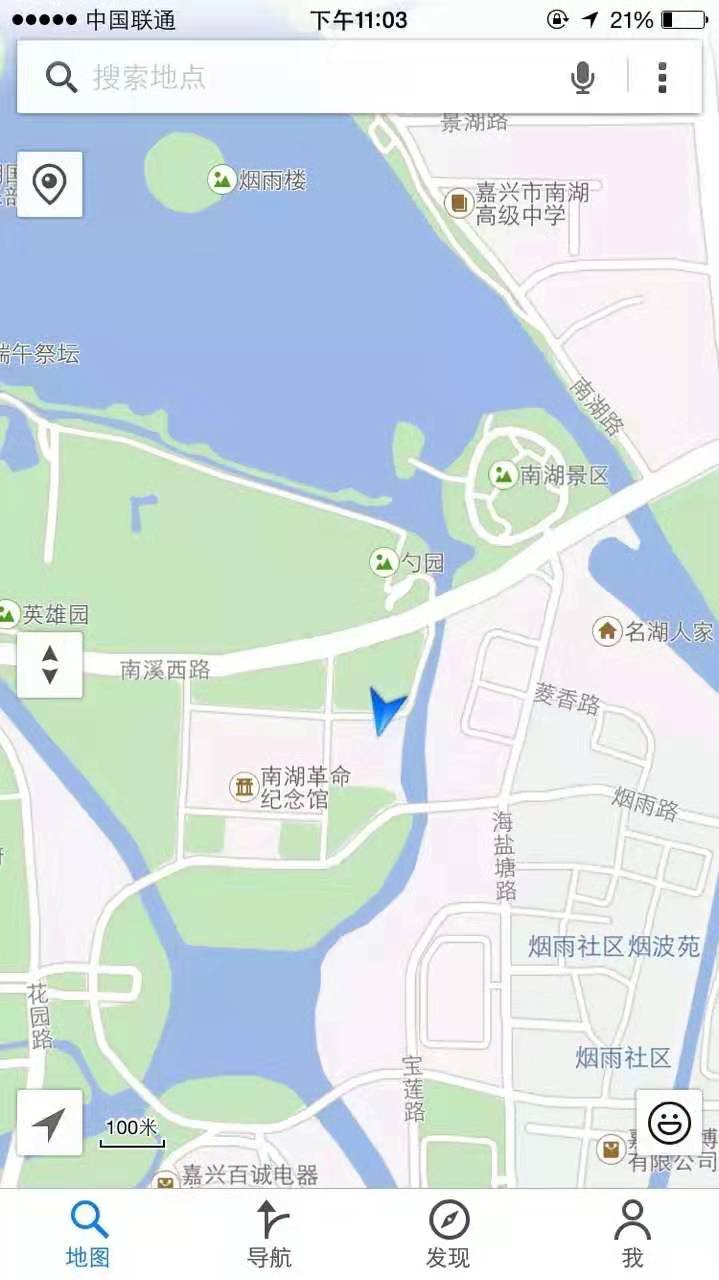 中国联通
下午11:03
21%
搜索地点
景湖路
烟雨楼
嘉兴市南湖
高级中学
端午祭坛
南湖路
南湖景区
勺园
英雄园
名湖人家
南溪西路
菱香路
南湖革命
纪念馆
烟雨路
海盐塘路
烟雨社区烟波苑
花园路
烟雨社区
宝莲路
100米
有限公司
嘉兴百诚电器
地图
导航
发现
我